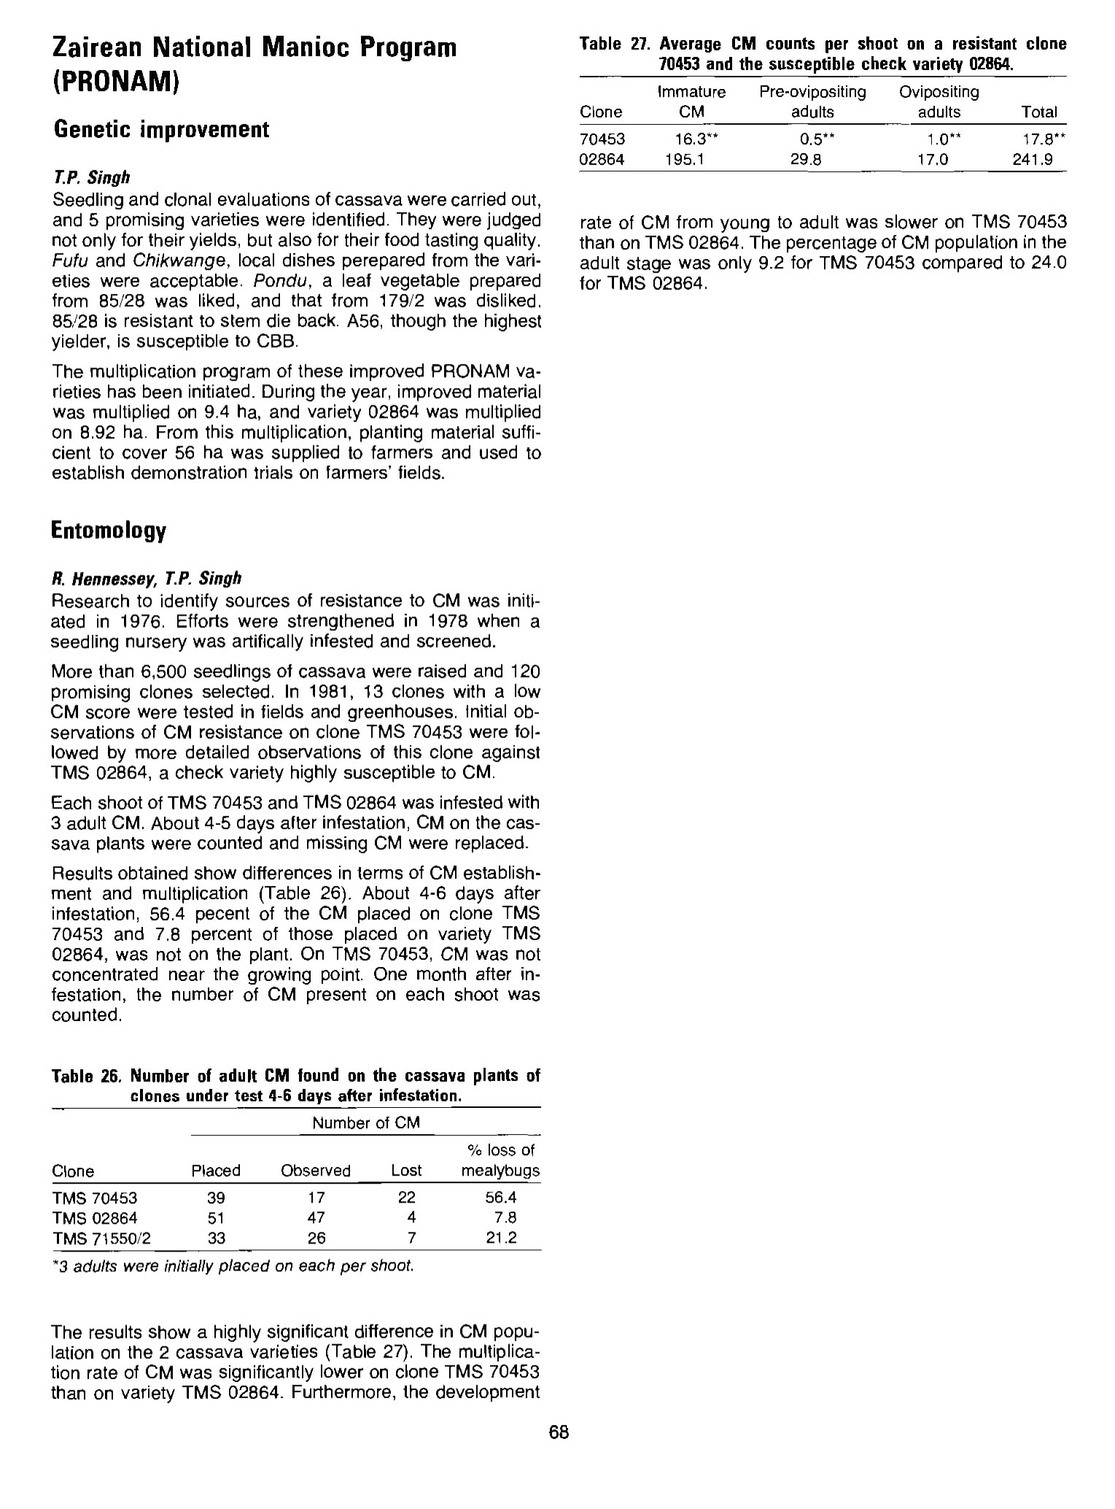 Zairean National Manioc Program
(PRONAM)
Genetic improvement
T.P. Singh
Seedling and clonal evaluations of cassava were carried out,
and 5 promising varieties were identified. They were judged
not only for their yields, but also for their food tasting quality.
Fufu and Chikwange, local dishes perepared from the vari-
eties were acceptable. Pondu, a leaf vegetable prepared
from 85/28 was liked, and that from 179/2 was disliked.
85/28 is resistant to stem die back. A56, though the highest
yielder, is susceptible to CBB.
The multiplication program of these improved PRONAM va-
rieties has been initiated. During the year, improved material
was multiplied on 9.4 ha, and variety 02864 was multiplied
on 8.92 ha. From this multiplication, planting material suffi-
cient to cover 56 ha was supplied to farmers and used to
establish demonstration trials on farmers' fields.
Entomology
R. Hennessey, T.P. Singh
Research to identify sources of resistance to CM was initi-
ated in 1976. Efforts were strengthened in 1978 when a
seedling nursery was artifically infested and screened.
More than 6,500 seedlings of cassava were raised and 120
promising clones selected. In 1981, 13 clones with a low
CM score were tested in fields and greenhouses. Initial ob-
servations of CM resistance on clone TMS 70453 were fol-
lowed by more detailed observations of this clone against
TMS 02864, a check variety highly susceptible to CM.
Each shoot of TMS 70453 and TMS 02864 was infested with
3 adult CM. About 4-5 days after infestation, CM on the cas-
sava plants were counted and missing CM were replaced.
Results obtained show differences in terms of CM establish-
ment and multiplication (Table 26). About 4-6 days after
infestation, 56.4 pecent of the CM placed on clone TMS
70453 and 7.8 percent of those placed on variety TMS
02864, was not on the plant. On TMS 70453, CM was not
concentrated near the growing point. One month after in-
festation, the number of CM present on each shoot was
counted.
Table 26. Number of adult CM found on the cassava plants of
clones under test 4-6 days after infestation.
Number of CM
% loss of
Clone Placed Observed Lost mealybugs
TMS 70453 39 17 22 56.4
TMS 02864 51 47 4 7.8
TMS 71550/2 33 26 7 21.2
*3 adults were initially placed on each per shoot.
The results show a highly significant difference in CM popu-
lation on the 2 cassava varieties (Table 27). The multiplica-
tion rate of CM was significantly lower on clone TMS 70453
than on variety TMS 02864. Furthermore, the development
Table 27. Average CM counts per shoot on a resistant clone
70453 and the susceptible check variety 02864.
Immature Pre-ovipositing Ovipositing
Clone CM adults adults Total
70453 16.3** 0.5** 1.0** 17.8**
02864 195.1 29.8 17.0 241.9
rate of CM from young to adult was slower on TMS 70453
than on TMS 02864. The percentage of CM population in the
adult stage was only 9.2 for TMS 70453 compared to 24.0
for TMS 02864.
68